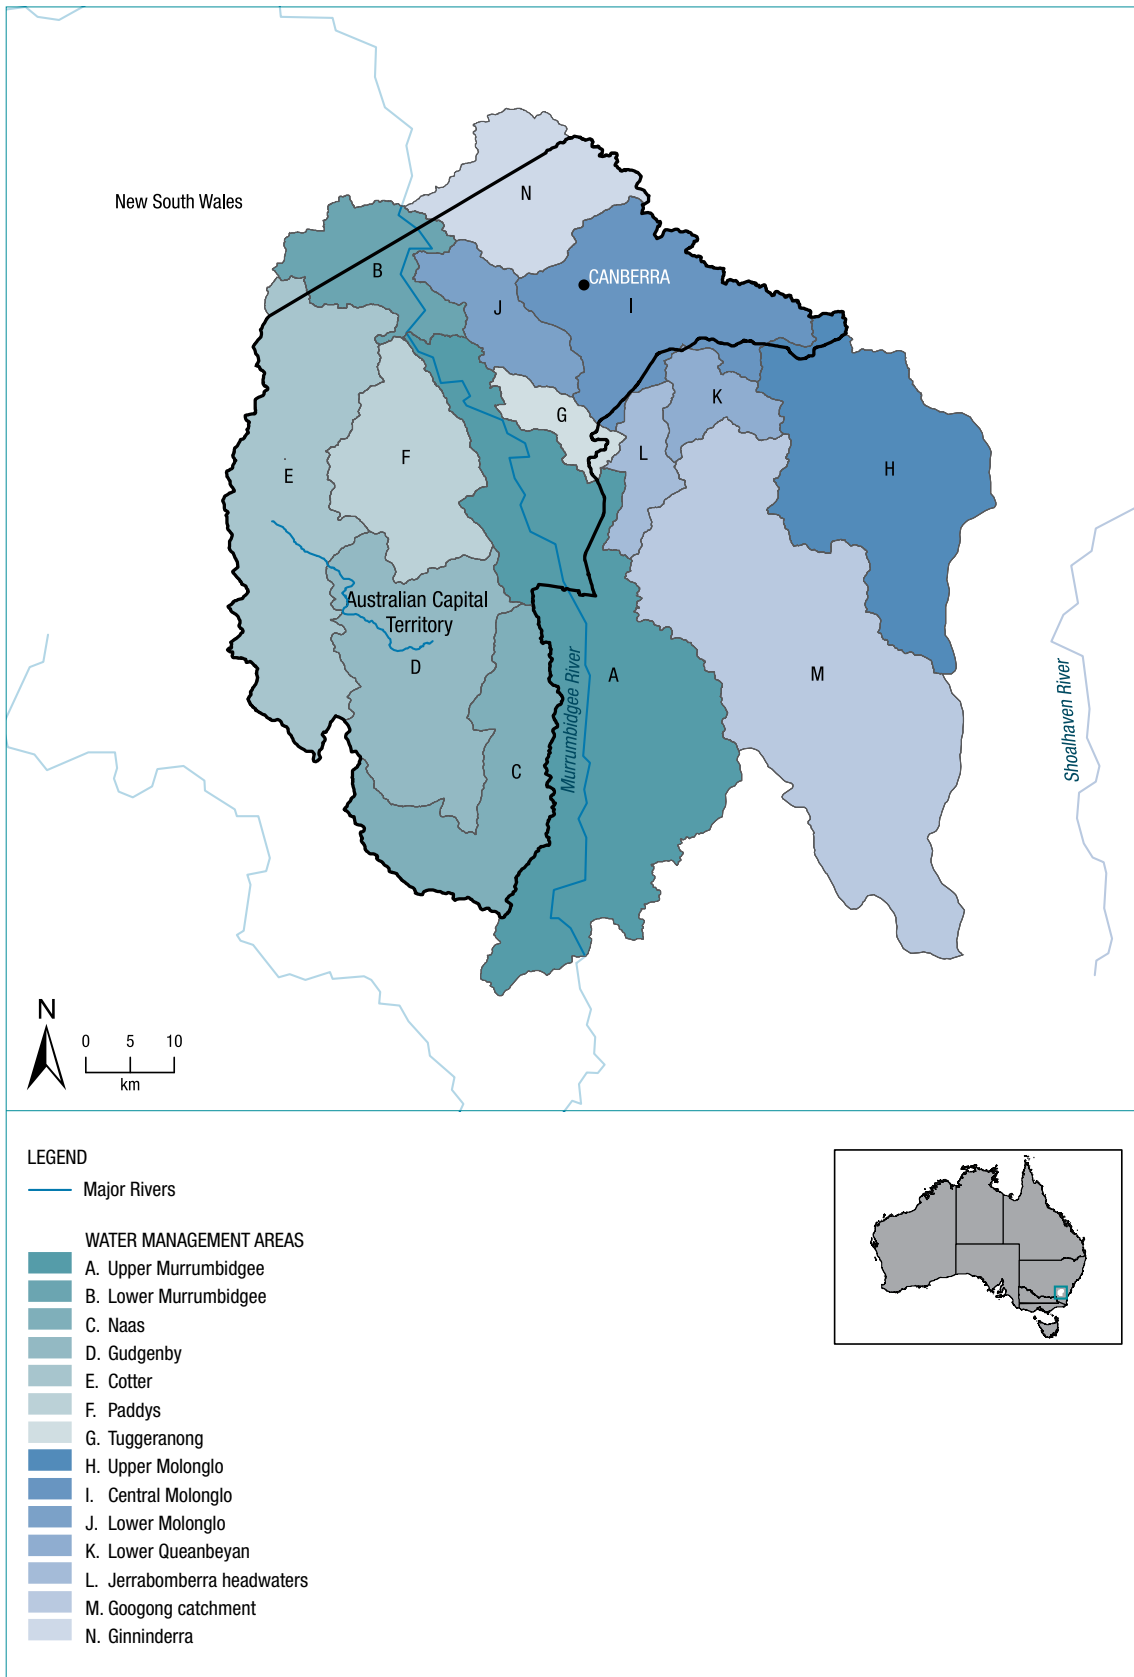 New South Wales
N
B
CANBERRA
J
I
K
G
L
F
E
H
Australian Capital
Territory
D
A
M
C
Murrumbidgee River
Shoalhaven River
N
0 5 10
km
LEGEND
Major Rivers
WATER MANAGEMENT AREAS
A. Upper Murrumbidgee
B. Lower Murrumbidgee
C. Naas
D. Gudgenby
E. Cotter
F. Paddys
G. Tuggeranong
H. Upper Molonglo
I. Central Molonglo
J. Lower Molonglo
K. Lower Queanbeyan
L. Jerrabomberra headwaters
M. Googong catchment
N. Ginninderra